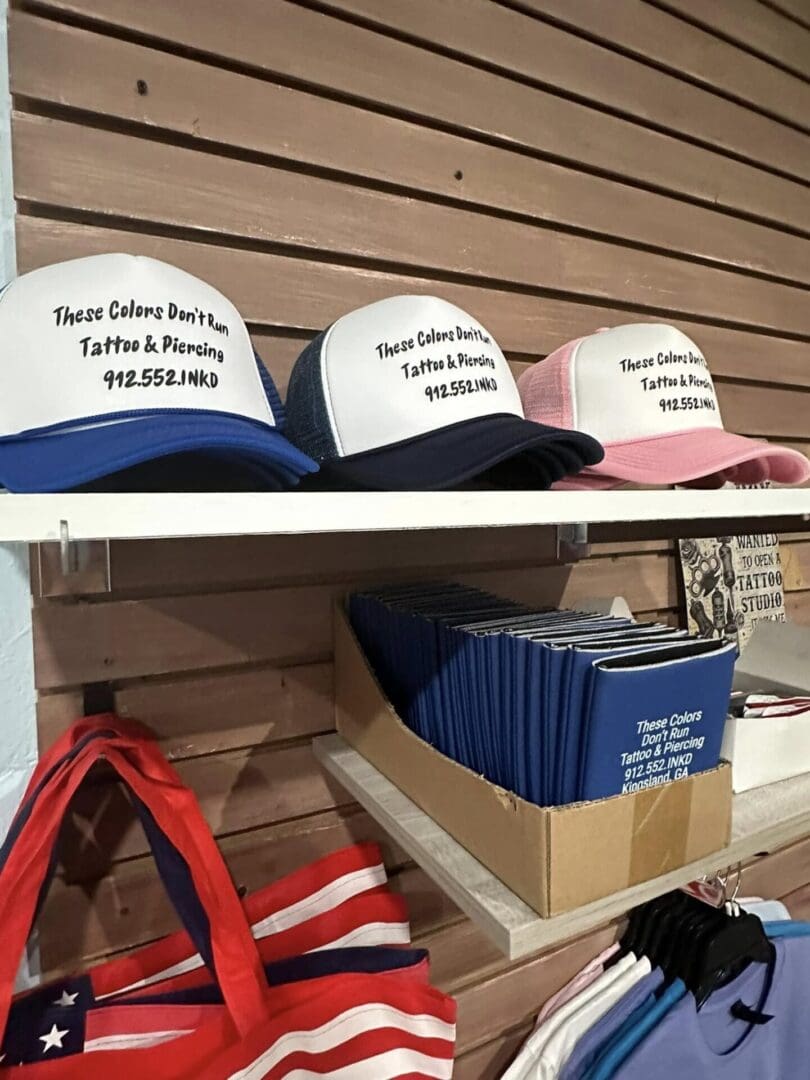 These Colors Don't Run
Tattoo & Piercing
912.552.INKD
These Colors Don't Run
Tattoo & Piercing
912.552.INKD
These Colors Don't
Tattoo & Piercing
912.552.INKD
WANTED
TO OPEN A
TATTOO
STUDIO
These Colors
Don't Run
Tattoo & Piercing
912.552.INKD
Kingsland, GA